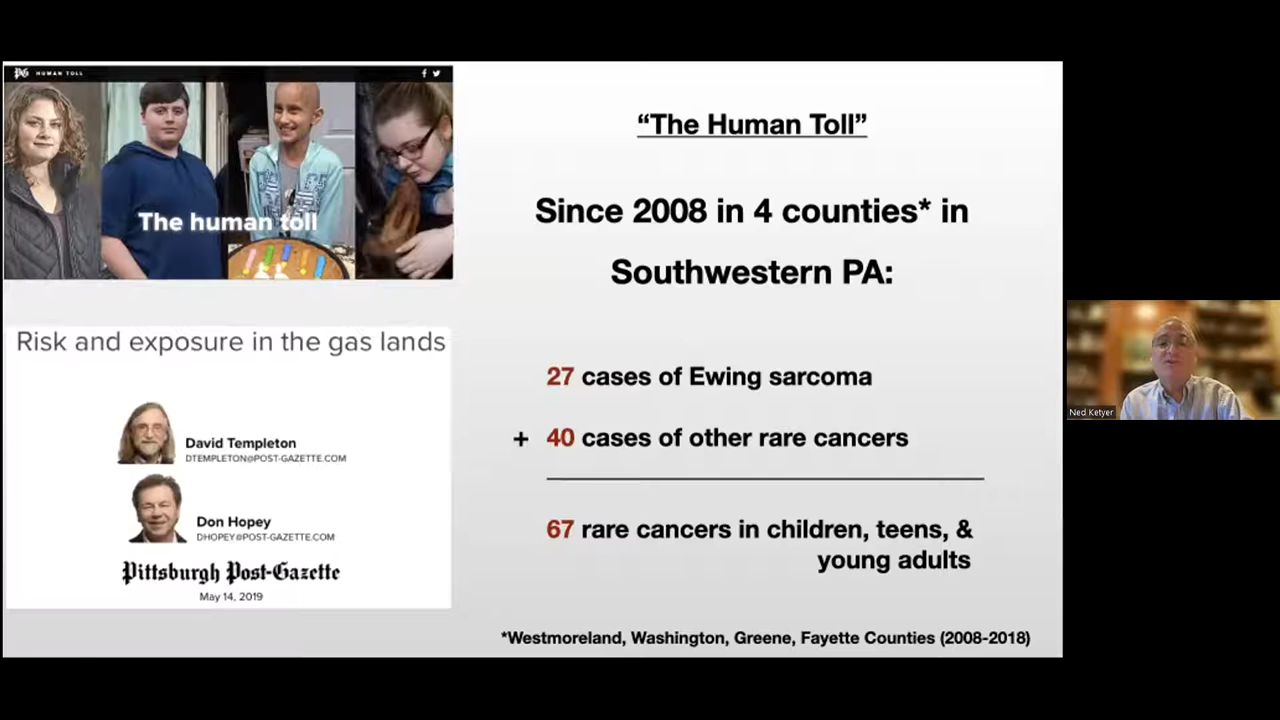 HUMAN TOLL
The human toll
Risk and exposure in the gas lands
David Templeton
DTEMPLETON@POST-GAZETTE.COM
Don Hopey
DHOPEY@POST-GAZETTE.COM
Pittsburgh Post-Gazette
May 14, 2019
“The Human Toll”
Since 2008 in 4 counties* in
Southwestern PA:
27 cases of Ewing sarcoma
+ 40 cases of other rare cancers
67 rare cancers in children, teens, &
young adults
*Westmoreland, Washington, Greene, Fayette Counties (2008-2018)
Ned Ketyer